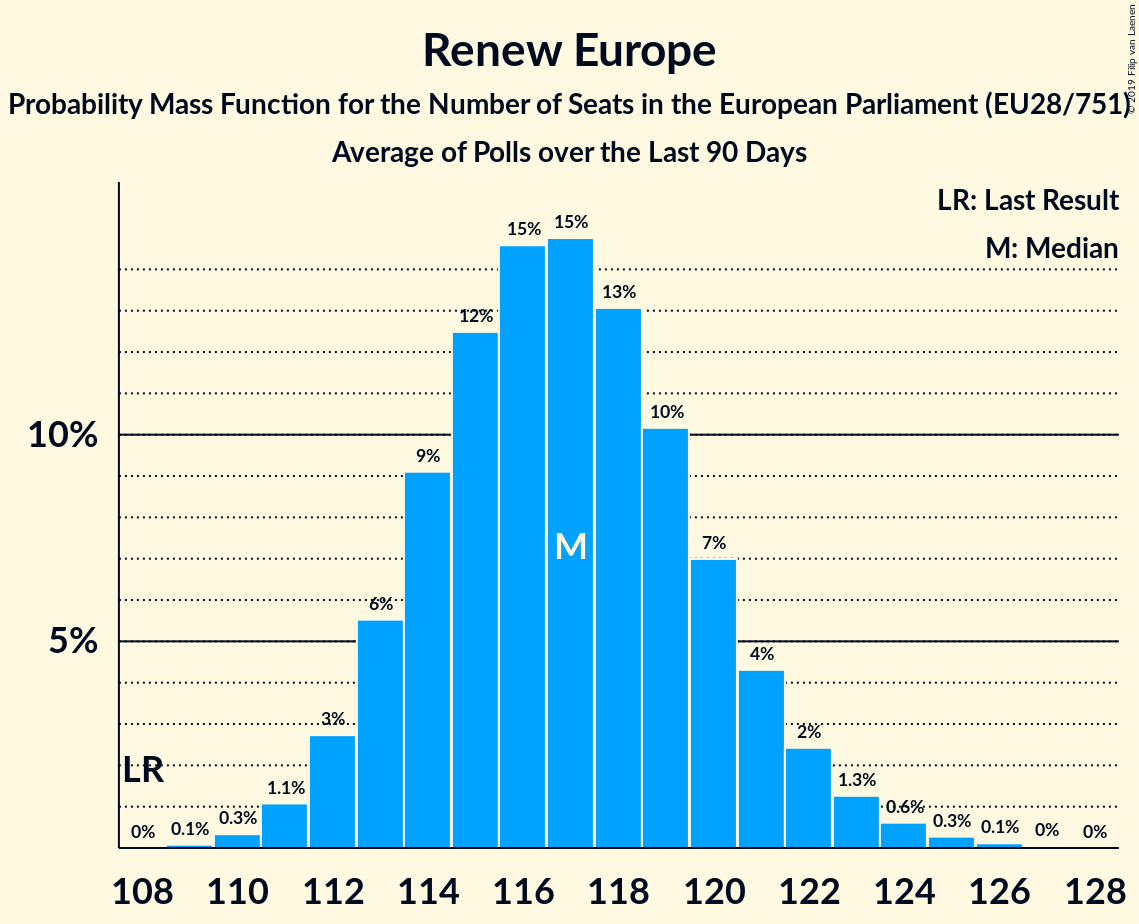 Renew Europe
Probability Mass Function for the Number of Seats in the European Parliament (EU28/751)
Average of Polls over the Last 90 Days
© 2019 Filip van Laenen
LR: Last Result
M: Median
10%
5%
0% 0.1% 0.3% 1.1% 3% 6% 9% 12% 15% 15% 13% 10% 7% 4% 2% 1.3% 0.6% 0.3% 0.1% 0% 0%
M
LR
108 110 112 114 116 118 120 122 124 126 128